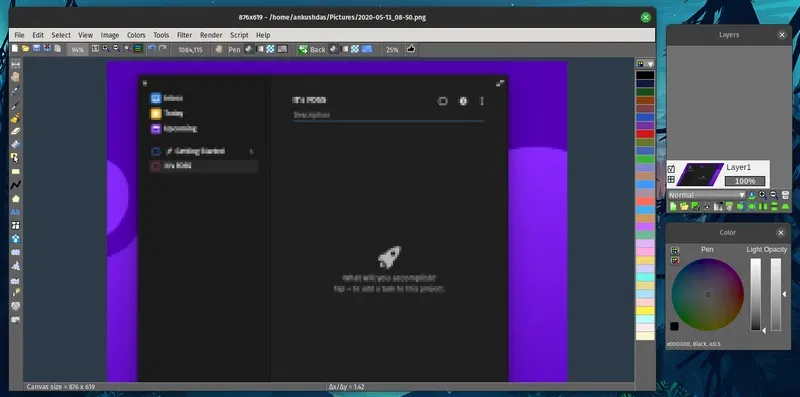 876x619 - /home/ankushdas/Pictures/2020-05-13_08-50.png
File Edit Select View Image Colors Tools Filter Render Script Help
94% 1084,115 Pen Back 25%
Inbox
Today
Upcoming
Getting Started
It's FOSS
It's FOSS
Description
What will you accomplish?
Tap + to add a task to this project.
Canvas size = 876 x 619 Δx/Δy = 1.42
Layers
Layer1
100%
Normal
Color
Pen Light Opacity
#000000, Black, α0.5